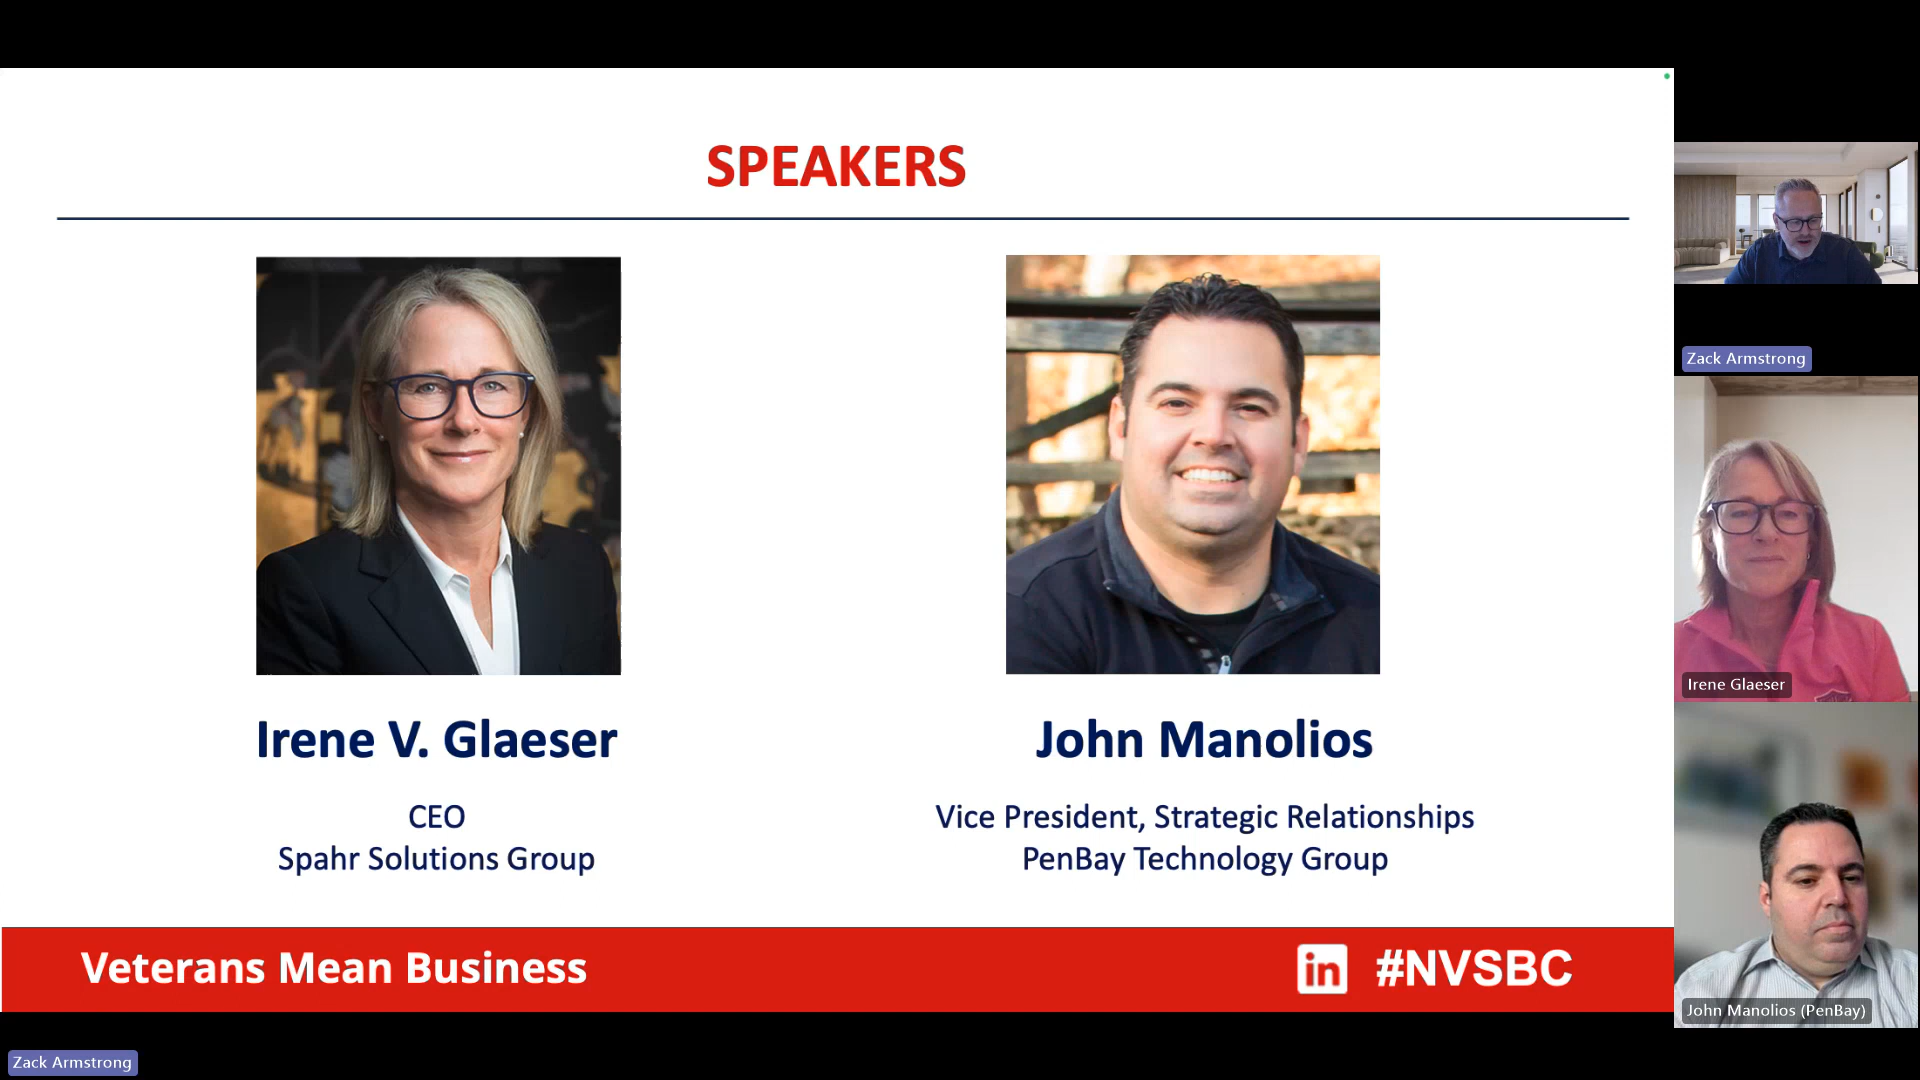 SPEAKERS
Irene V. Glaeser
CEO
Spahr Solutions Group
John Manolios
Vice President, Strategic Relationships
PenBay Technology Group
Veterans Mean Business
in #NVSBC
Zack Armstrong
Irene Glaeser
John Manolios (PenBay)
Zack Armstrong